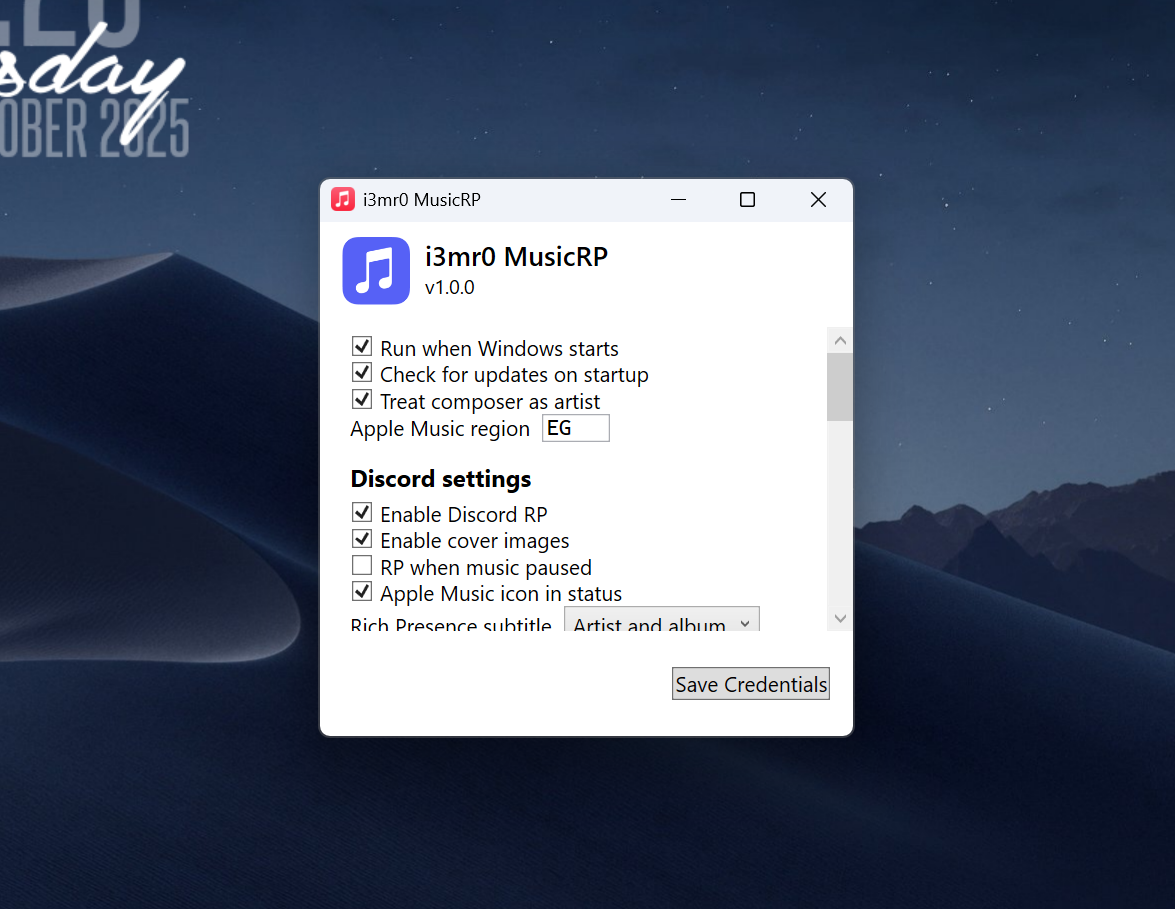 sday
OBER 2025
i3mr0 MusicRP
i3mr0 MusicRP
v1.0.0
Run when Windows starts
Check for updates on startup
Treat composer as artist
Apple Music region EG
Discord settings
Enable Discord RP
Enable cover images
RP when music paused
Apple Music icon in status
Rich Presence subtitle Artist and album
Save Credentials